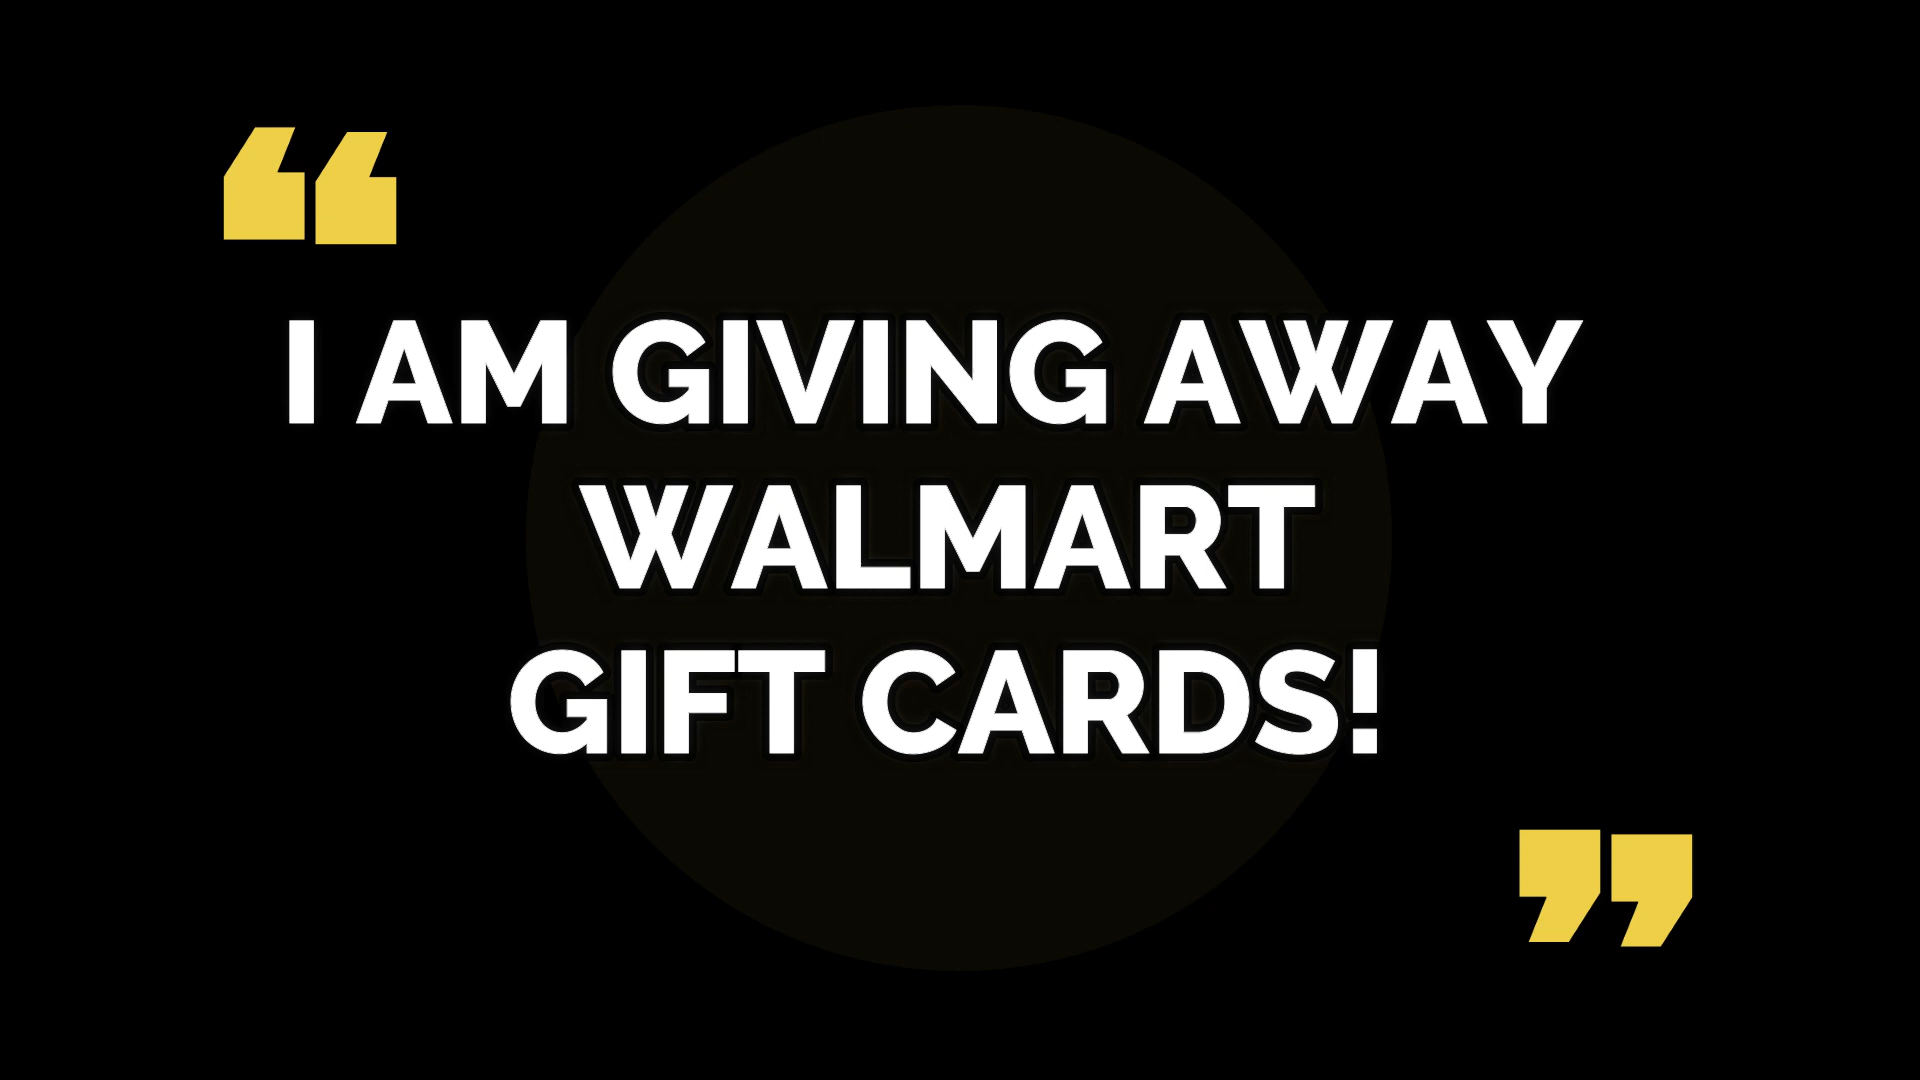 “
I AM GIVING AWAY
WALMART
GIFT CARDS!
”